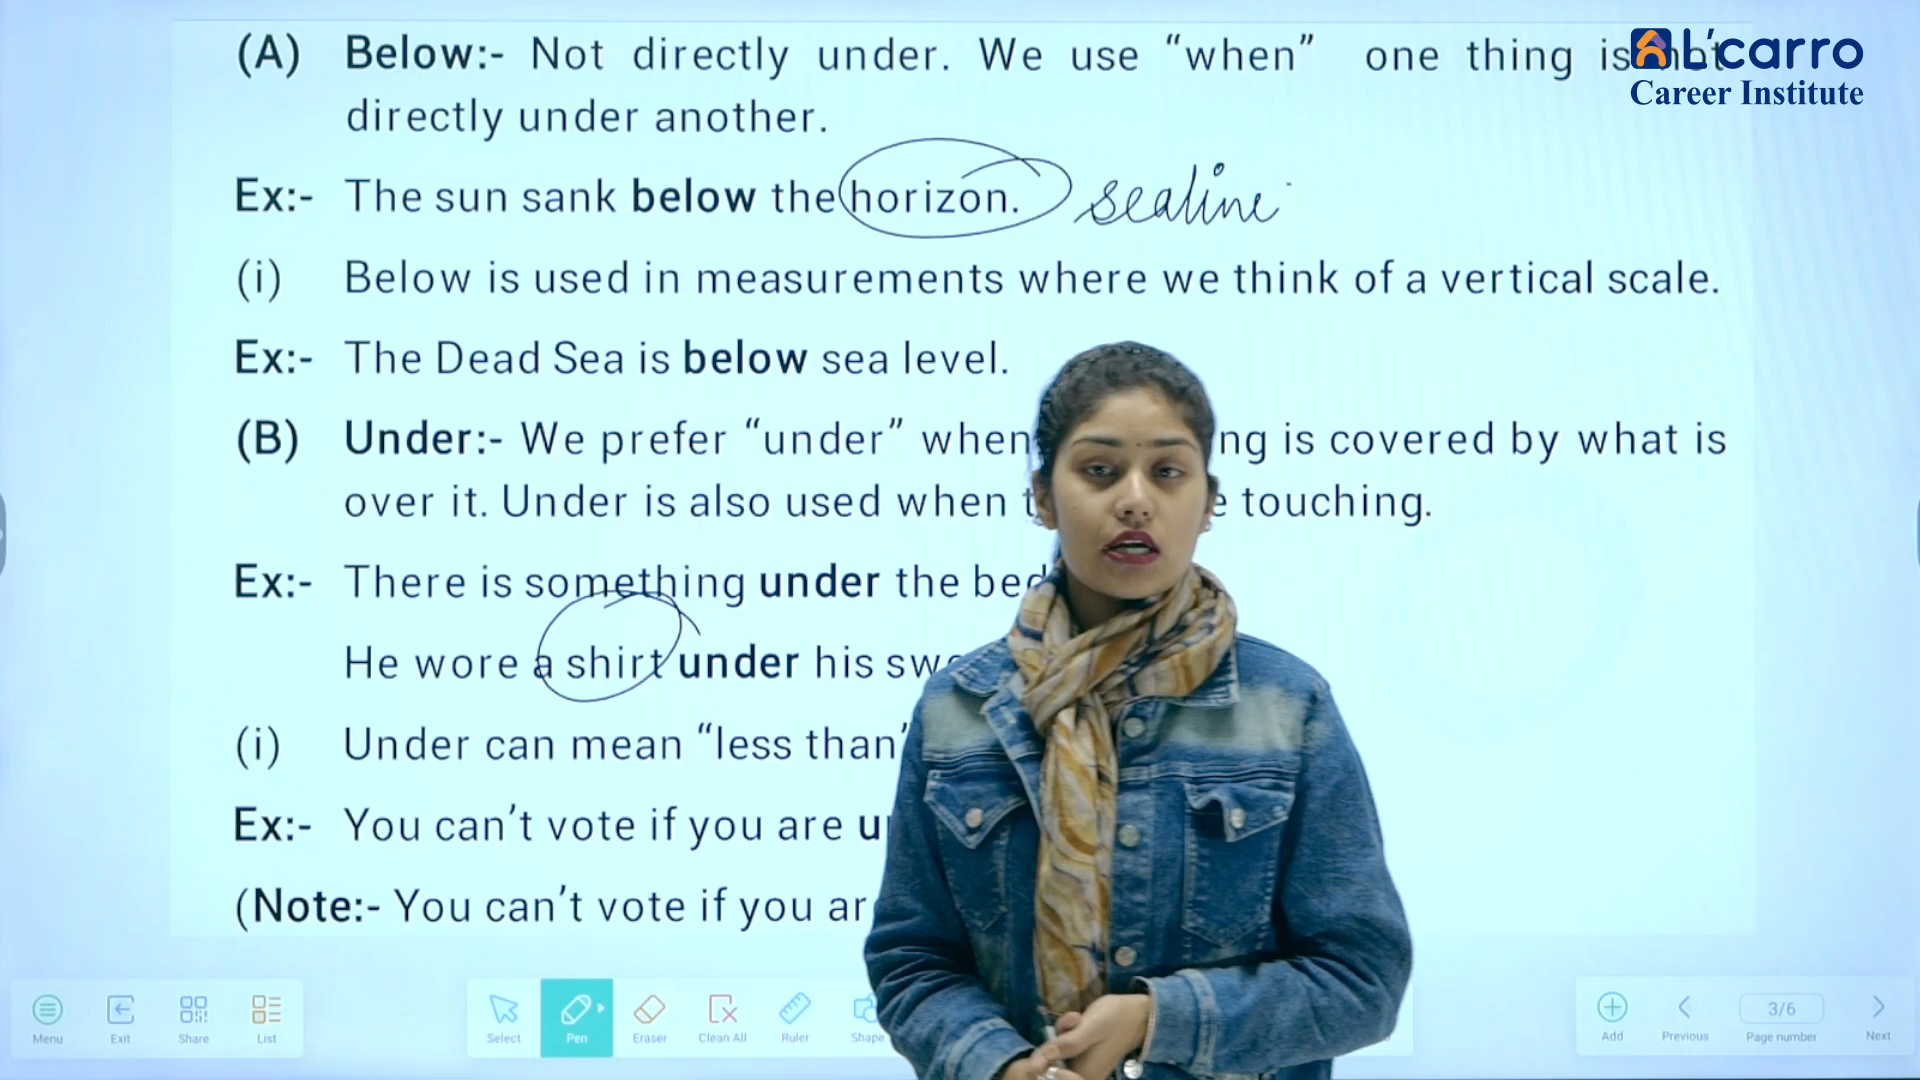 (A) Below:- Not directly under. We use “when” one thing is not
directly under another.
Ex:- The sun sank below the horizon. sealine
(i) Below is used in measurements where we think of a vertical scale.
Ex:- The Dead Sea is below sea level.
(B) Under:- We prefer “under” when ng is covered by what is
over it. Under is also used when touching.
Ex:- There is something under the bed
He wore a shirt under his
(i) Under can mean “less than”
Ex:- You can’t vote if you are
(Note:- You can’t vote if you
L'carro
Career Institute
Menu Exit Share List Select Pen Eraser Clean All Ruler Shape Add Previous 3/6 Page number Next